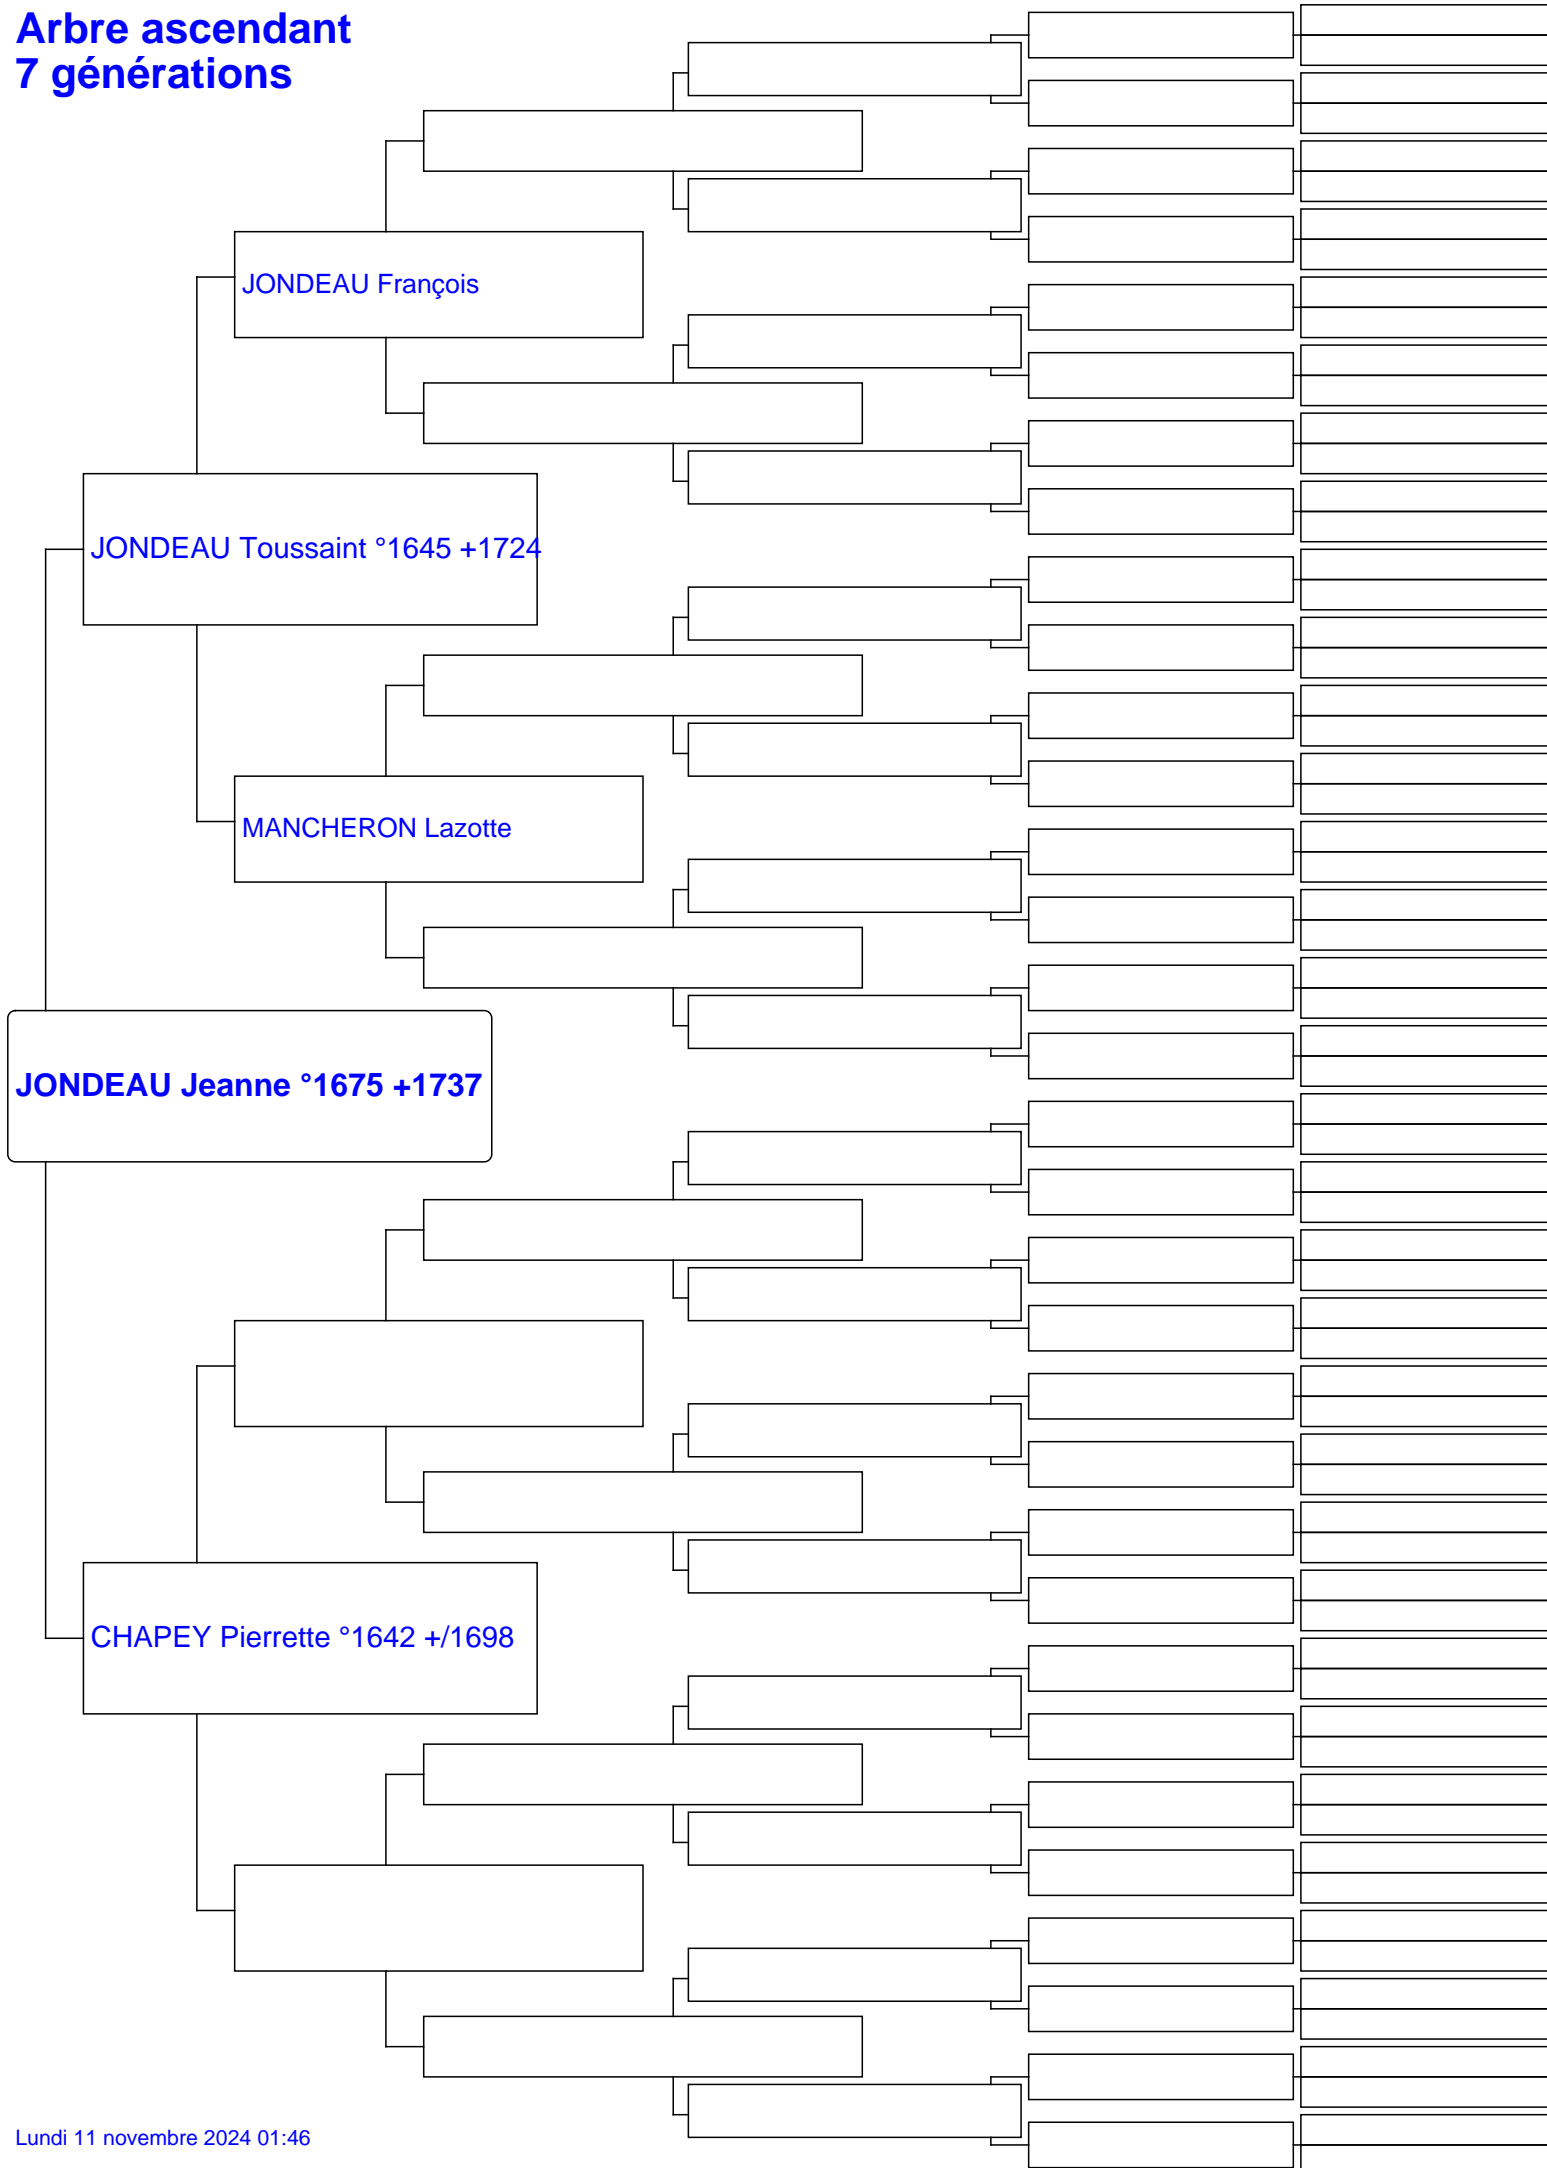 Arbre ascendant
7 générations
JONDEAU François
JONDEAU Toussaint °1645 +1724
MANCHERON Lazotte
JONDEAU Jeanne °1675 +1737
CHAPEY Pierrette °1642 +/1698
Lundi 11 novembre 2024 01:46